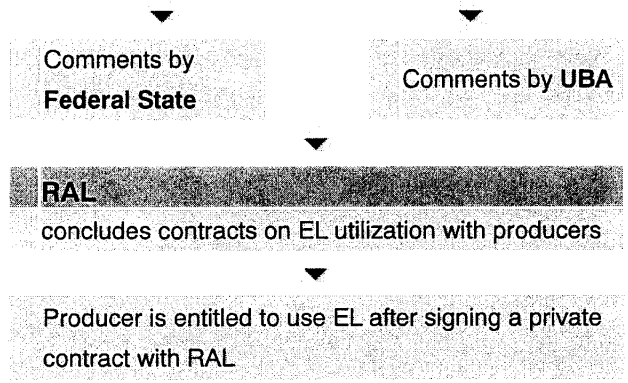 Comments by
Federal State
Comments by UBA
RAL
concludes contracts on EL utilization with producers
Producer is entitled to use EL after signing a private
contract with RAL